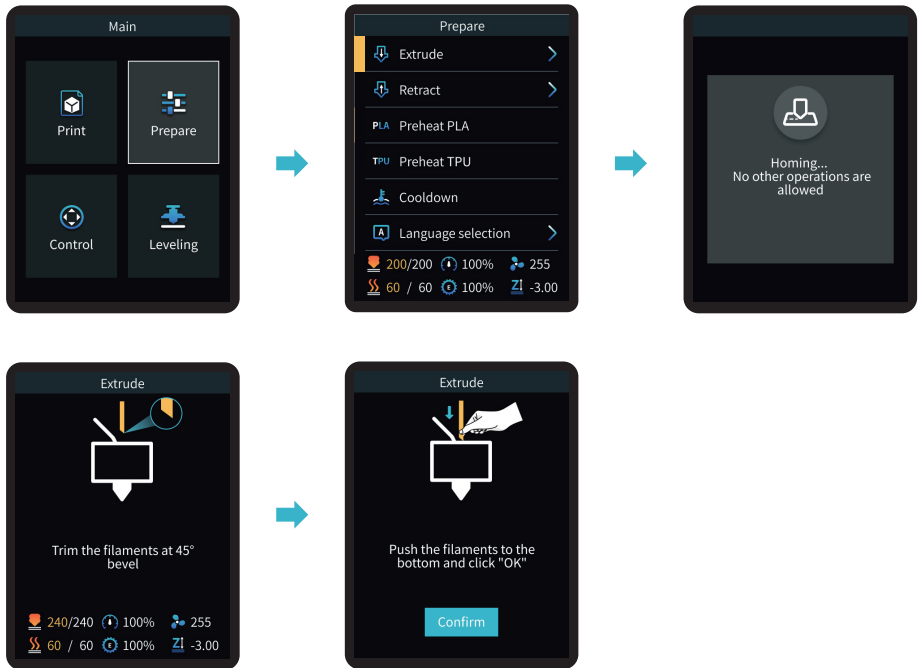 Main
Print
Prepare
Control
Leveling
Prepare
Extrude
Retract
PLA Preheat PLA
TPU Preheat TPU
Cooldown
A Language selection
200/200 100% 255
60 / 60 E 100% Z -3.00
Homing...
No other operations are
allowed
Extrude
Trim the filaments at 45°
bevel
240/240 100% 255
60 / 60 E 100% Z -3.00
Extrude
Push the filaments to the
bottom and click "OK"
Confirm